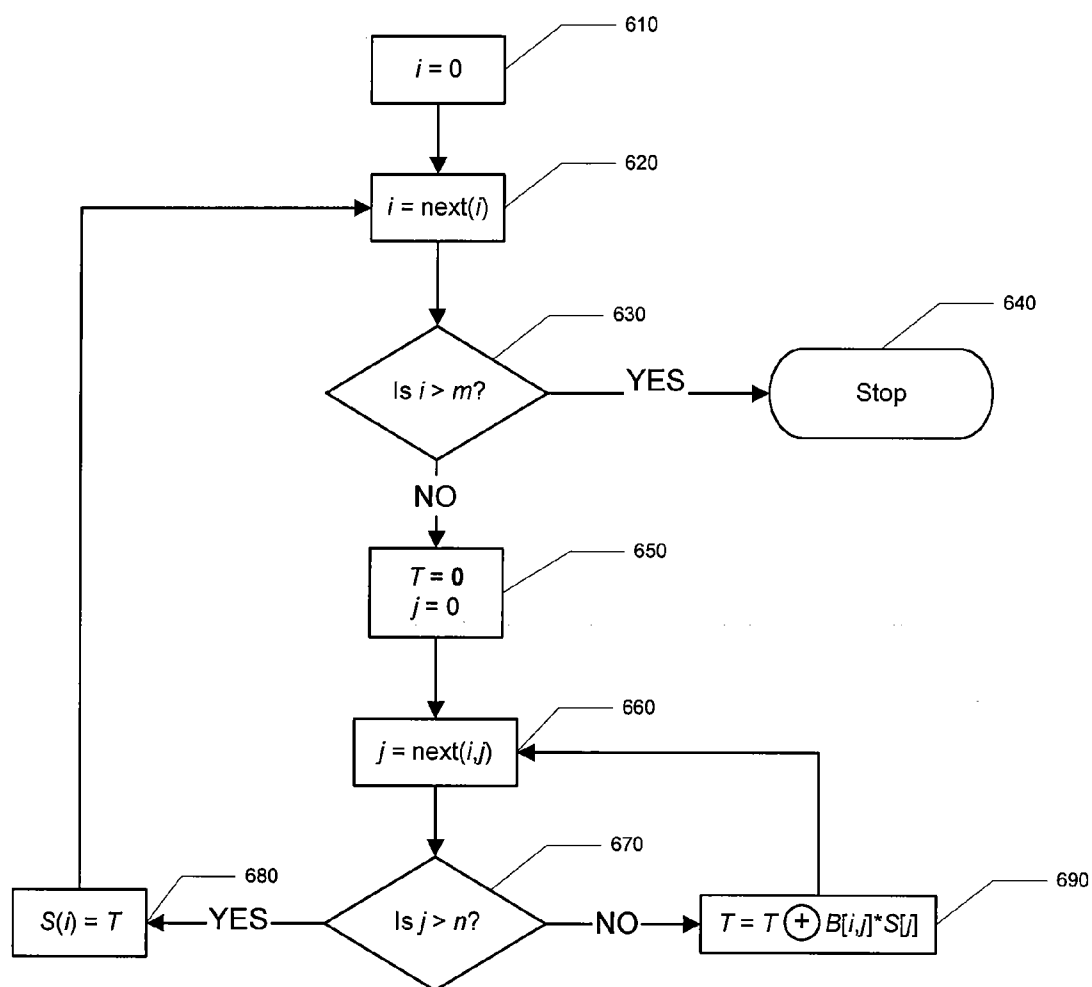 610
i = 0
620
i = next(i)
630
640
Is i > m?
YES
Stop
NO
650
T = 0
j = 0
660
j = next(i,j)
670
680
690
S(i) = T
YES
Is j > n?
NO
T = T ⊕ B[i,j]*S[j]